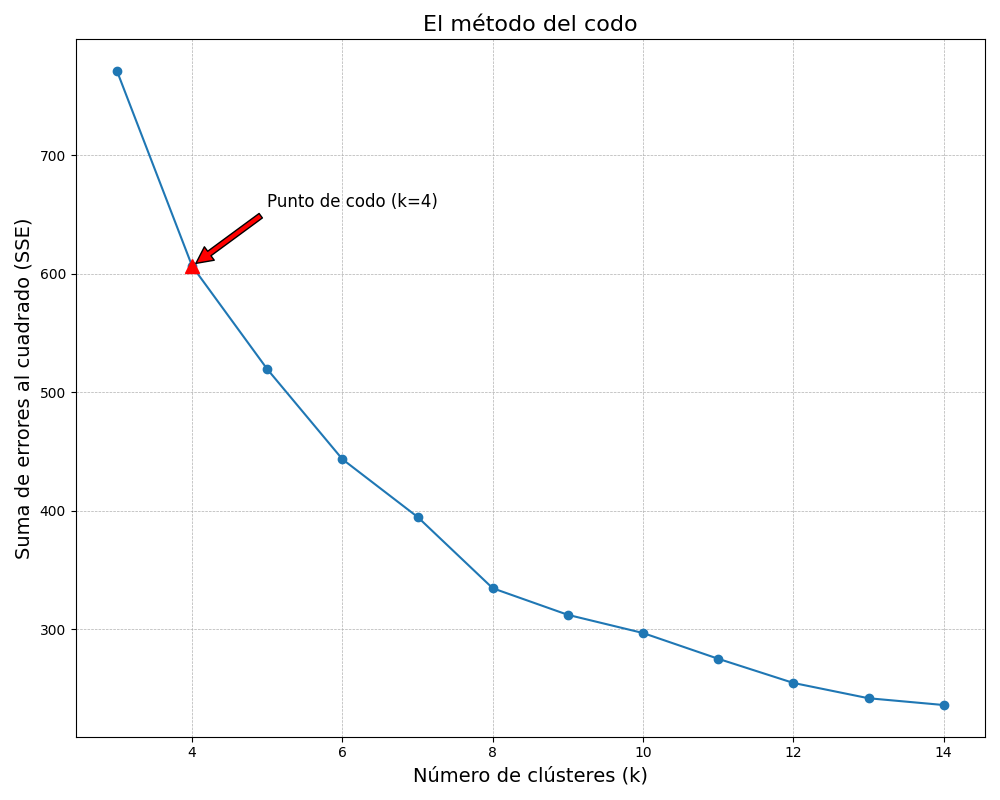 El método del codo
700
600
500
400
300
Suma de errores al cuadrado (SSE)
Punto de codo (k=4)
4
6
8
10
12
14
Número de clústeres (k)